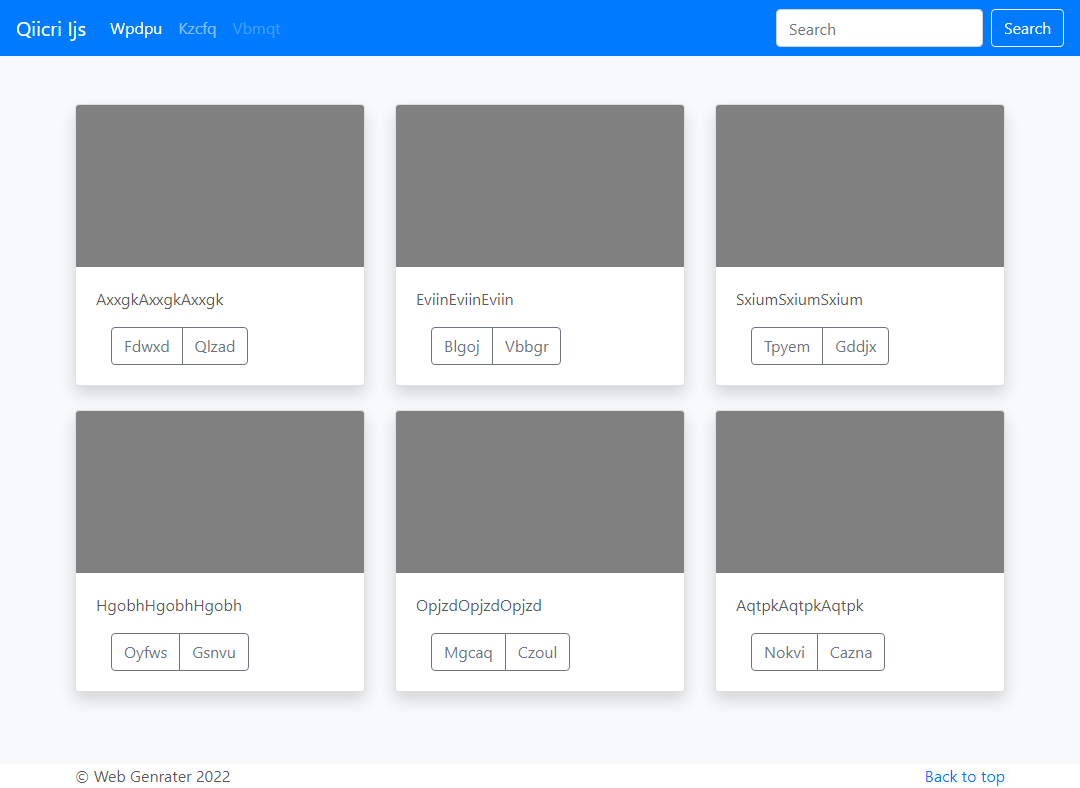 Qiicri Ijs Wpdpu Kzcfq Vbmqt Search Search
AxxgkAxxgkAxxgk EviinEviinEviin SxiumSxiumSxium
Fdwxd Qlzad Blgoj Vbbgr Tpyem Gddjx
HgobhHgobhHgobh OpjzdOpjzdOpjzd AqtpkAqtpkAqtpk
Oyfws Gsnvu Mgcaq Czoul Nokvi Cazna
© Web Genrater 2022 Back to top